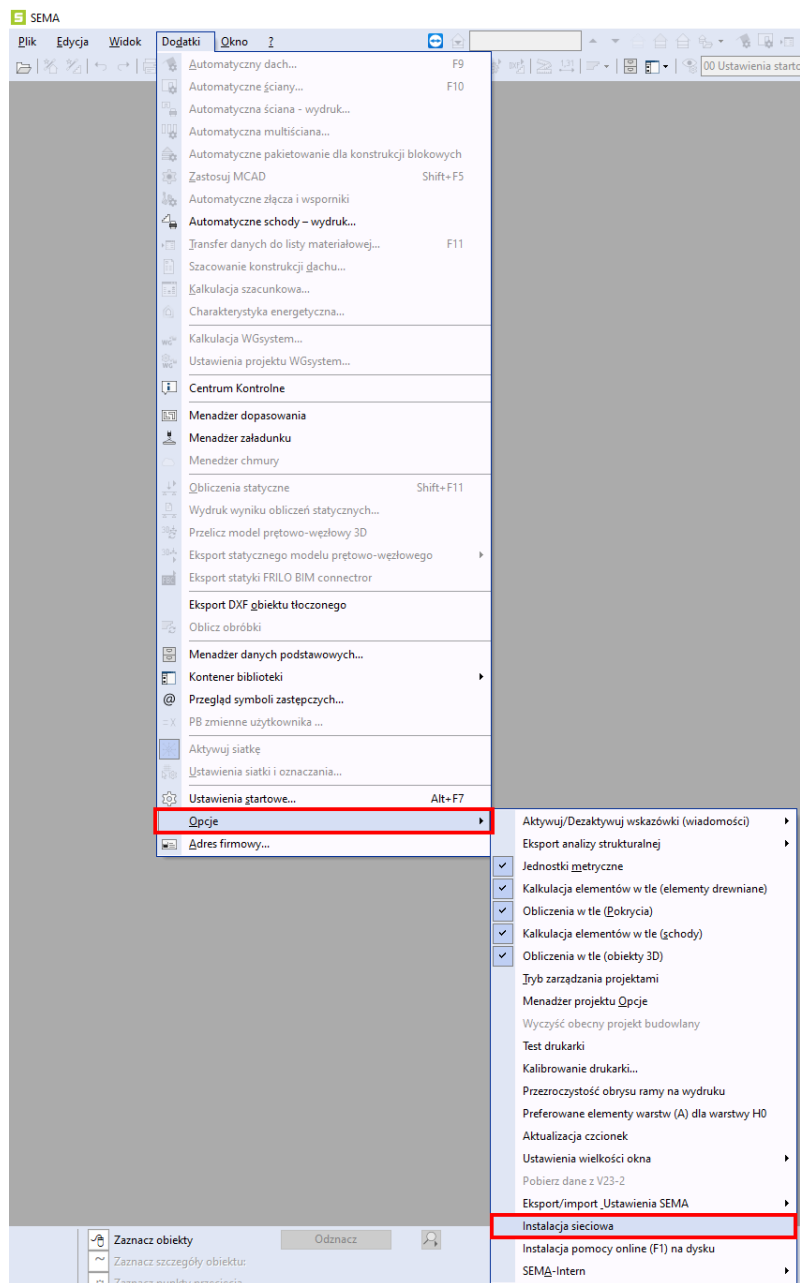 SEMA
Plik Edycja Widok Dodatki Okno ?
00 Ustawienia starto
Automatyczny dach... F9
Automatyczne ściany... F10
Automatyczna ściana - wydruk...
Automatyczna multiściana...
Automatyczne pakietowanie dla konstrukcji blokowych
Zastosuj MCAD Shift+F5
Automatyczne złącza i wsporniki
Automatyczne schody – wydruk...
Transfer danych do listy materiałowej... F11
Szacowanie konstrukcji dachu...
Kalkulacja szacunkowa...
Charakterystyka energetyczna...
Kalkulacja WGsystem...
Ustawienia projektu WGsystem...
Centrum Kontrolne
Menadżer dopasowania
Menadżer załadunku
Menedżer chmury
Obliczenia statyczne Shift+F11
Wydruk wyniku obliczeń statycznych...
Przelicz model prętowo-węzłowy 3D
Eksport statycznego modelu prętowo-węzłowego
Eksport statyki FRILO BIM connectror
Eksport DXF obiektu tłoczonego
Oblicz obróbki
Menadżer danych podstawowych...
Kontener biblioteki
Przegląd symboli zastępczych...
PB zmienne użytkownika ...
Aktywuj siatkę
Ustawienia siatki i oznaczania...
Ustawienia startowe... Alt+F7
Opcje
Adres firmowy...
Aktywuj/Dezaktywuj wskazówki (wiadomości)
Eksport analizy strukturalnej
Jednostki metryczne
Kalkulacja elementów w tle (elementy drewniane)
Obliczenia w tle (Pokrycia)
Kalkulacja elementów w tle (schody)
Obliczenia w tle (obiekty 3D)
Tryb zarządzania projektami
Menadżer projektu Opcje
Wyczyść obecny projekt budowlany
Test drukarki
Kalibrowanie drukarki...
Przezroczystość obrysu ramy na wydruku
Preferowane elementy warstw (A) dla warstwy H0
Aktualizacja czcionek
Ustawienia wielkości okna
Pobierz dane z V23-2
Eksport/import _Ustawienia SEMA
Instalacja sieciowa
Instalacja pomocy online (F1) na dysku
SEMA-Intern
Zaznacz obiekty Odznacz
Zaznacz szczegóły obiektu:
Zaznacz punkty przecięcia